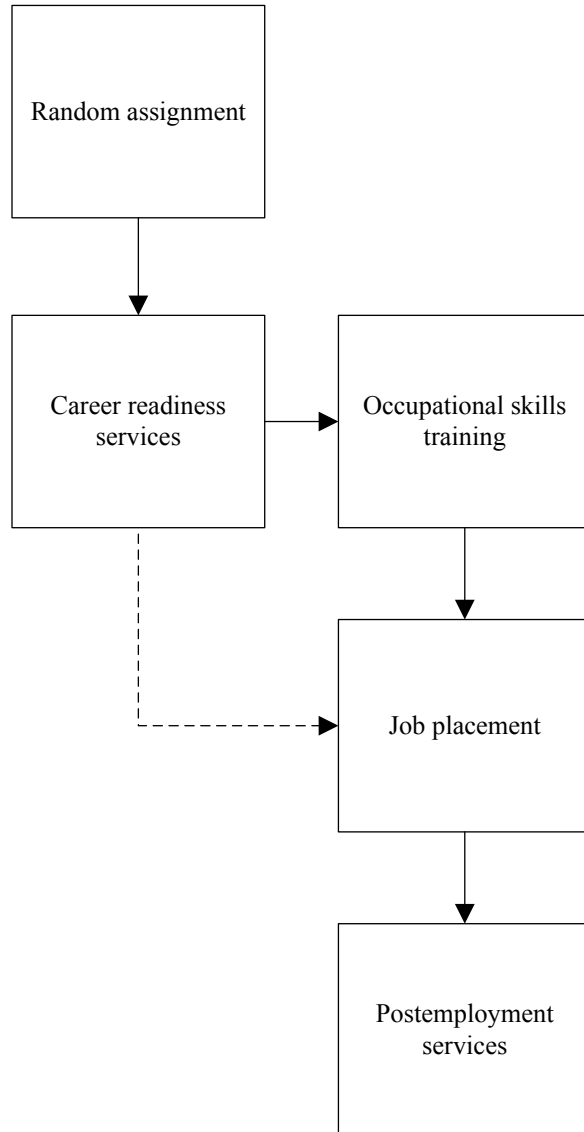 Random assignment
Career readiness
services
Occupational skills
training
Job placement
Postemployment
services